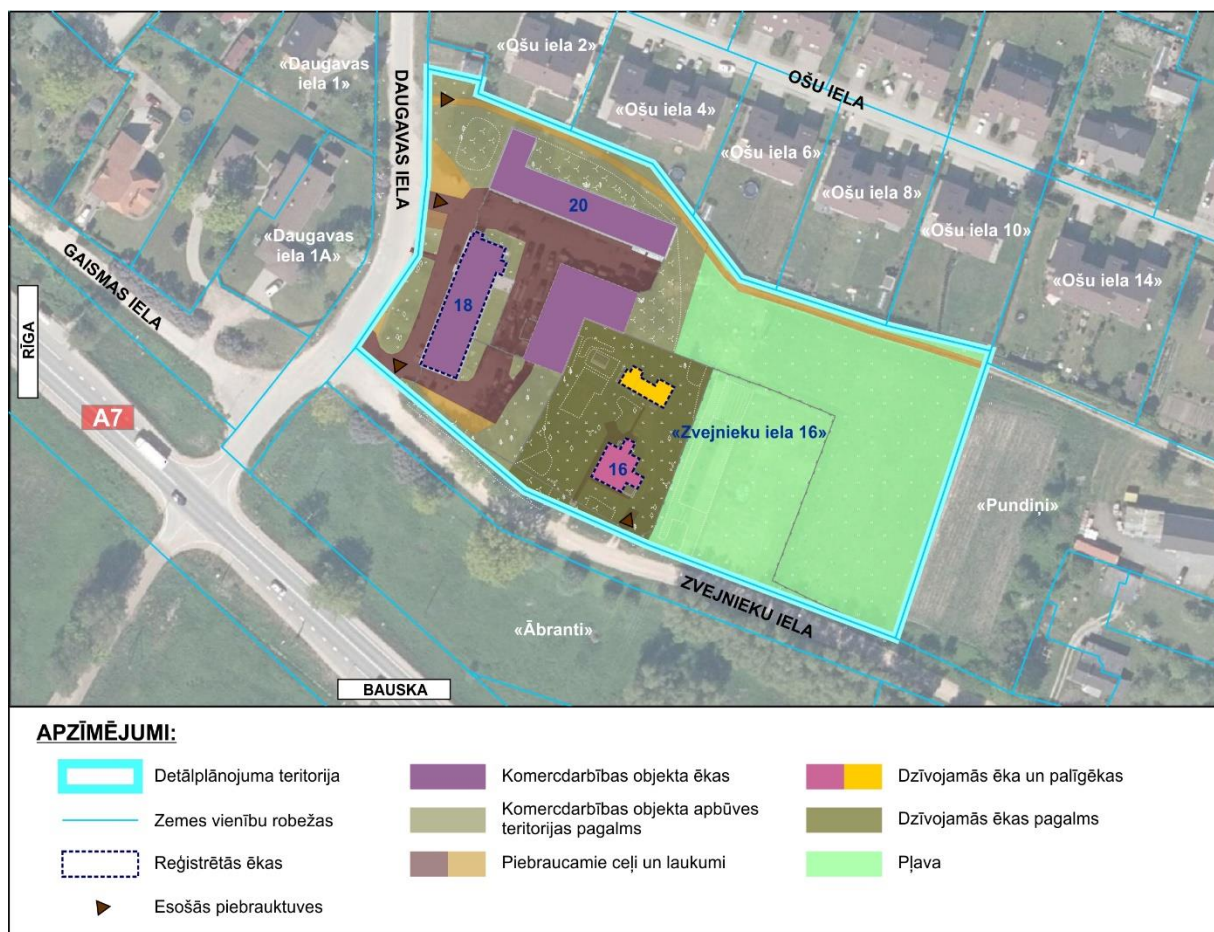 «Ošu iela 2»
«Daugavas
iela 1»
DAUGAVAS IELA
OŠU IELA
«Ošu iela 4»
«Ošu iela 6»
«Ošu iela 8»
20
«Ošu iela 10»
«Daugavas
iela 1A»
GAISMAS IELA
«Ošu iela 14»
18
RĪGA
A7
«Zvejnieku iela 16»
16
«Pundiņi»
ZVEJNIEKU IELA
«Ābranti»
BAUSKA
APZĪMĒJUMI:
Detālplānojuma teritorija
Zemes vienību robežas
Reģistrētās ēkas
Esošās piebrauktuves
Komercdarbības objekta ēkas
Komercdarbības objekta apbūves
teritorijas pagalms
Piebraucamie ceļi un laukumi
Dzīvojamās ēka un palīgēkas
Dzīvojamās ēkas pagalms
Pļava